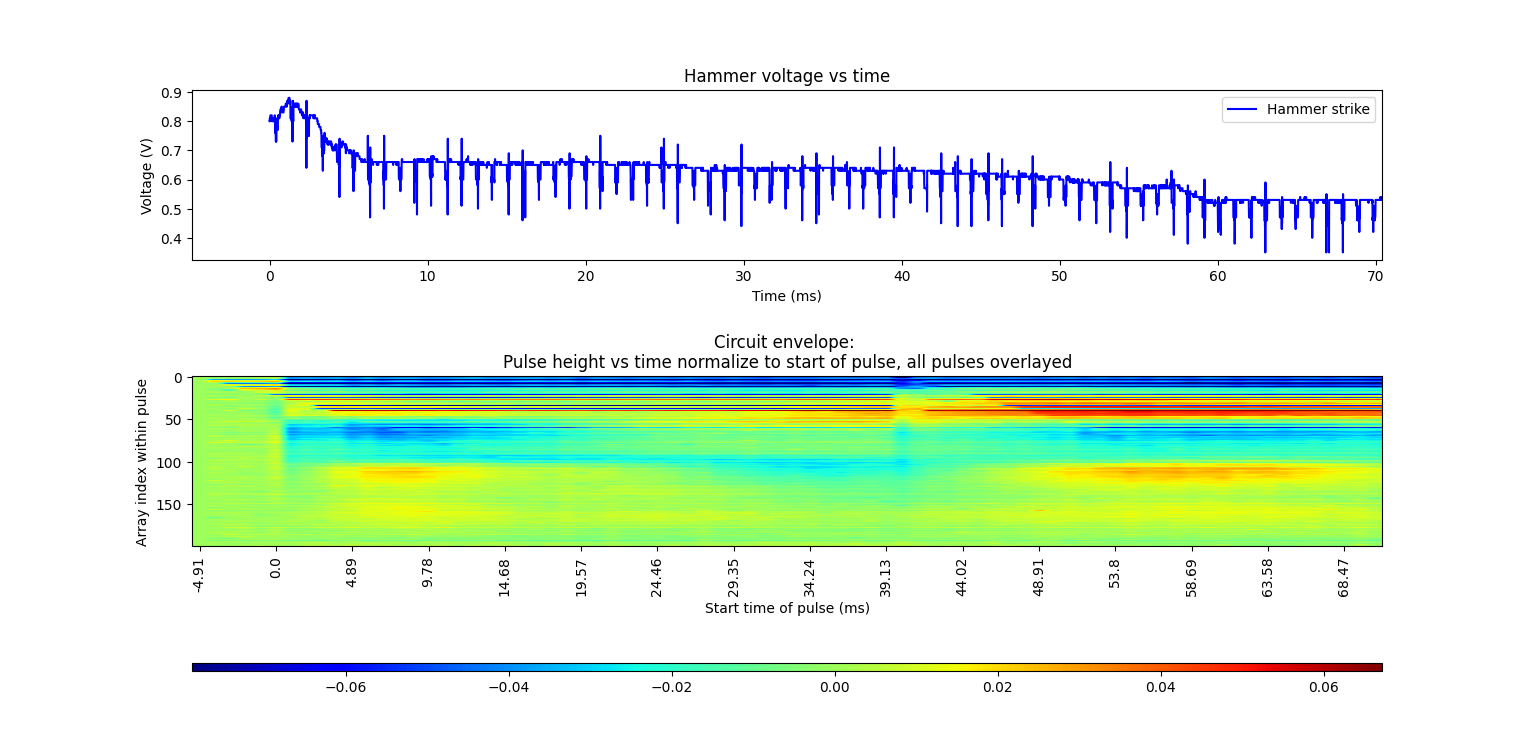 Hammer voltage vs time
0.9
0.8
0.7
0.6
0.5
0.4
Voltage (V)
Hammer strike
0 10 20 30 40 50 60 70
Time (ms)
Circuit envelope:
Pulse height vs time normalize to start of pulse, all pulses overlayed
0
50
100
150
Array index within pulse
-4.91 0.0 4.89 9.78 14.68 19.57 24.46 29.35 34.24 39.13 44.02 48.91 53.8 58.69 63.58 68.47
Start time of pulse (ms)
−0.06 −0.04 −0.02 0.00 0.02 0.04 0.06